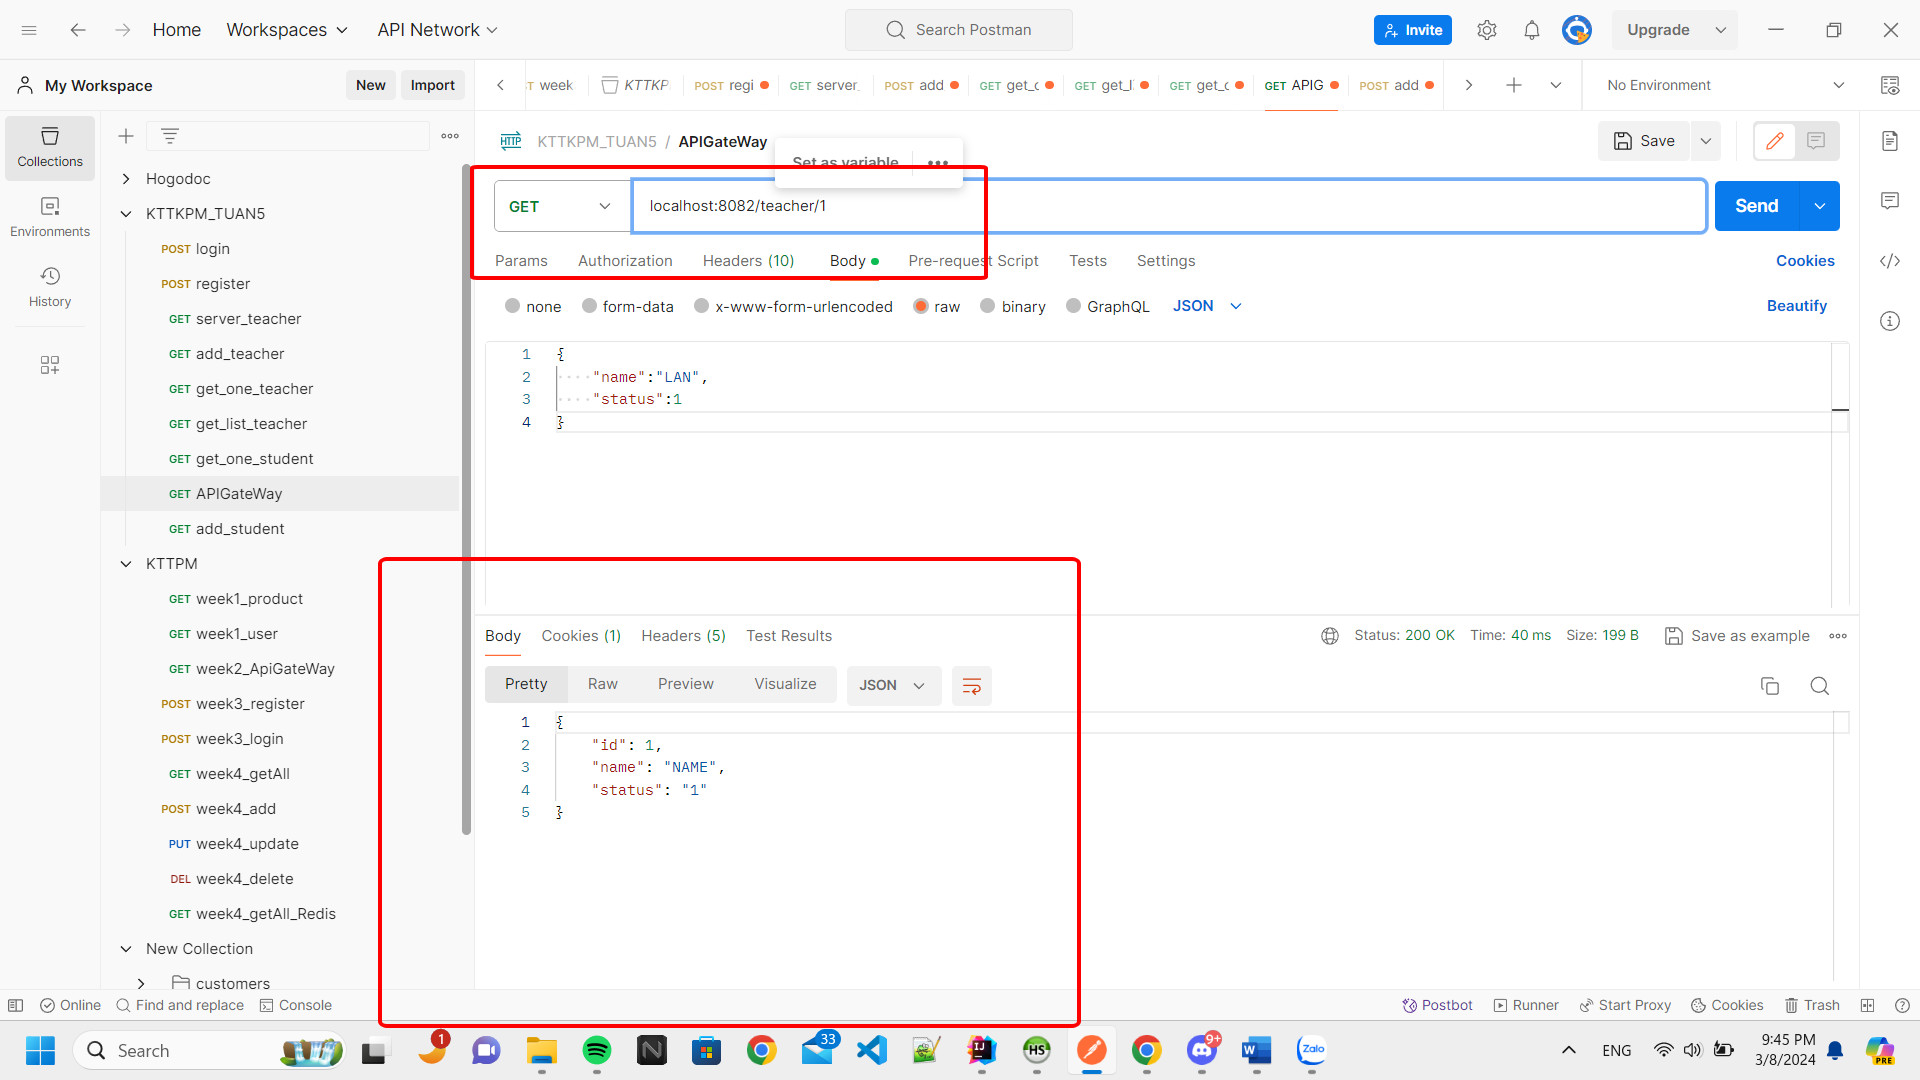 Home
Workspaces
API Network
Search Postman
Invite
Upgrade
My Workspace
New
Import
week
KTTKP
POST regi
GET server_
POST add
GET get_
GET get_l
GET get_
GET APIG
POST add
No Environment
Collections
Environments
History
Hogodoc
KTTKPM_TUAN5
POST login
POST register
GET server_teacher
GET add_teacher
GET get_one_teacher
GET get_list_teacher
GET get_one_student
GET APIGateWay
GET add_student
KTTPM
GET week1_product
GET week1_user
GET week2_ApiGateWay
POST week3_register
POST week3_login
GET week4_getAll
POST week4_add
PUT week4_update
DEL week4_delete
GET week4_getAll_Redis
New Collection
customers
HTTP KTTKPM_TUAN5 / APIGateWay
Set as variable
Save
GET
localhost:8082/teacher/1
Send
Params
Authorization
Headers (10)
Body
Pre-request Script
Tests
Settings
Cookies
none
form-data
x-www-form-urlencoded
raw
binary
GraphQL
JSON
Beautify
1 {
2 ····"name":"LAN",
3 ····"status":1
4 }
Body
Cookies (1)
Headers (5)
Test Results
Status: 200 OK
Time: 40 ms
Size: 199 B
Save as example
Pretty
Raw
Preview
Visualize
JSON
1 {
2 "id": 1,
3 "name": "NAME",
4 "status": "1"
5 }
Online
Find and replace
Console
Postbot
Runner
Start Proxy
Cookies
Trash
Search
1
33
IJ
HS
9+
Zalo
ENG
9:45 PM
3/8/2024
PRE